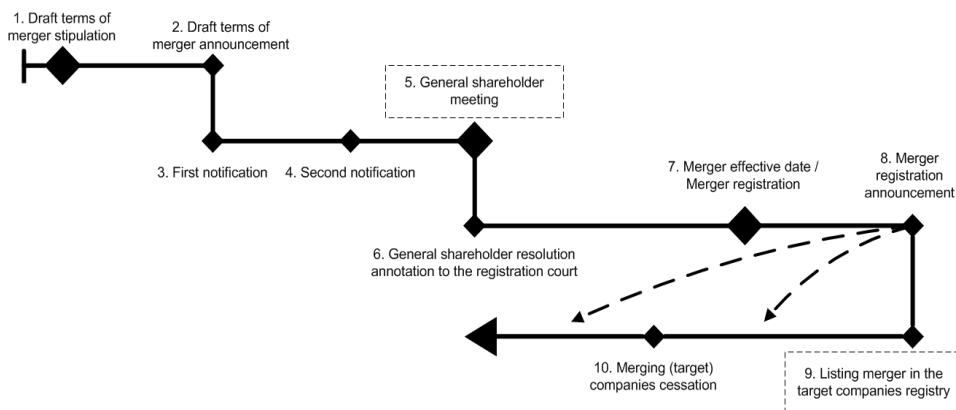 1. Draft terms of
merger stipulation
2. Draft terms of
merger announcement
3. First notification
4. Second notification
5. General shareholder
meeting
6. General shareholder resolution
annotation to the registration court
7. Merger effective date /
Merger registration
8. Merger
registration
announcement
9. Listing merger in the
target companies registry
10. Merging (target)
companies cessation